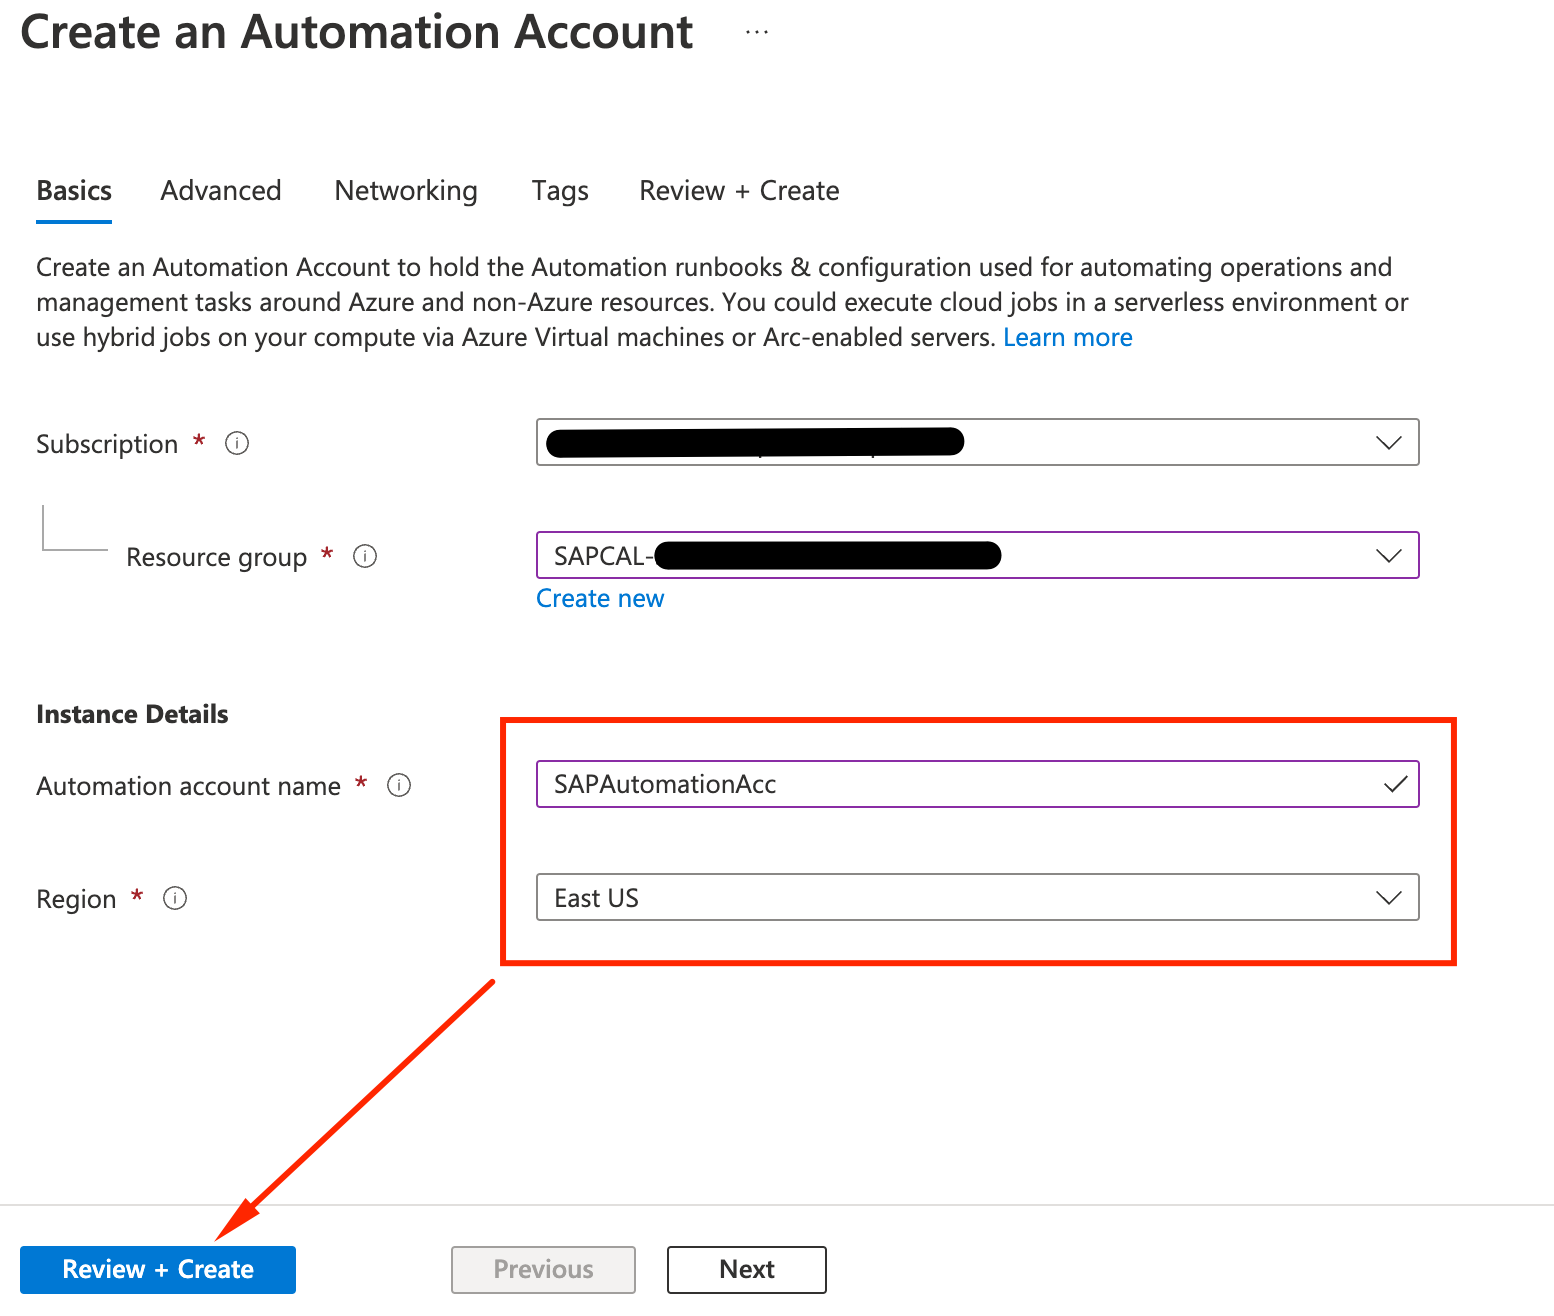 Create an Automation Account ...
Basics Advanced Networking Tags Review + Create
Create an Automation Account to hold the Automation runbooks & configuration used for automating operations and
management tasks around Azure and non-Azure resources. You could execute cloud jobs in a serverless environment or
use hybrid jobs on your compute via Azure Virtual machines or Arc-enabled servers. Learn more
Subscription *
Resource group * SAPCAL-
Create new
Instance Details
Automation account name * SAPAutomationAcc
Region * East US
Review + Create Previous Next